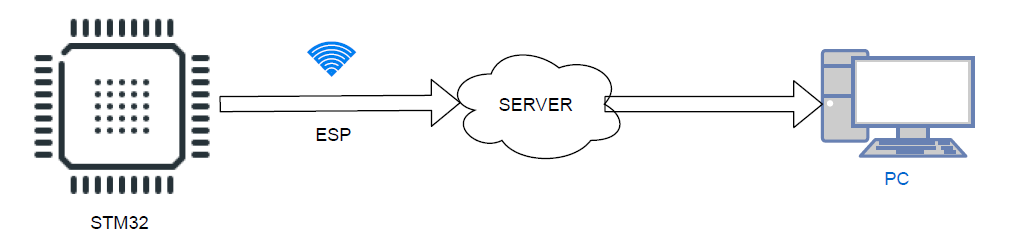 ESP
SERVER
PC
STM32